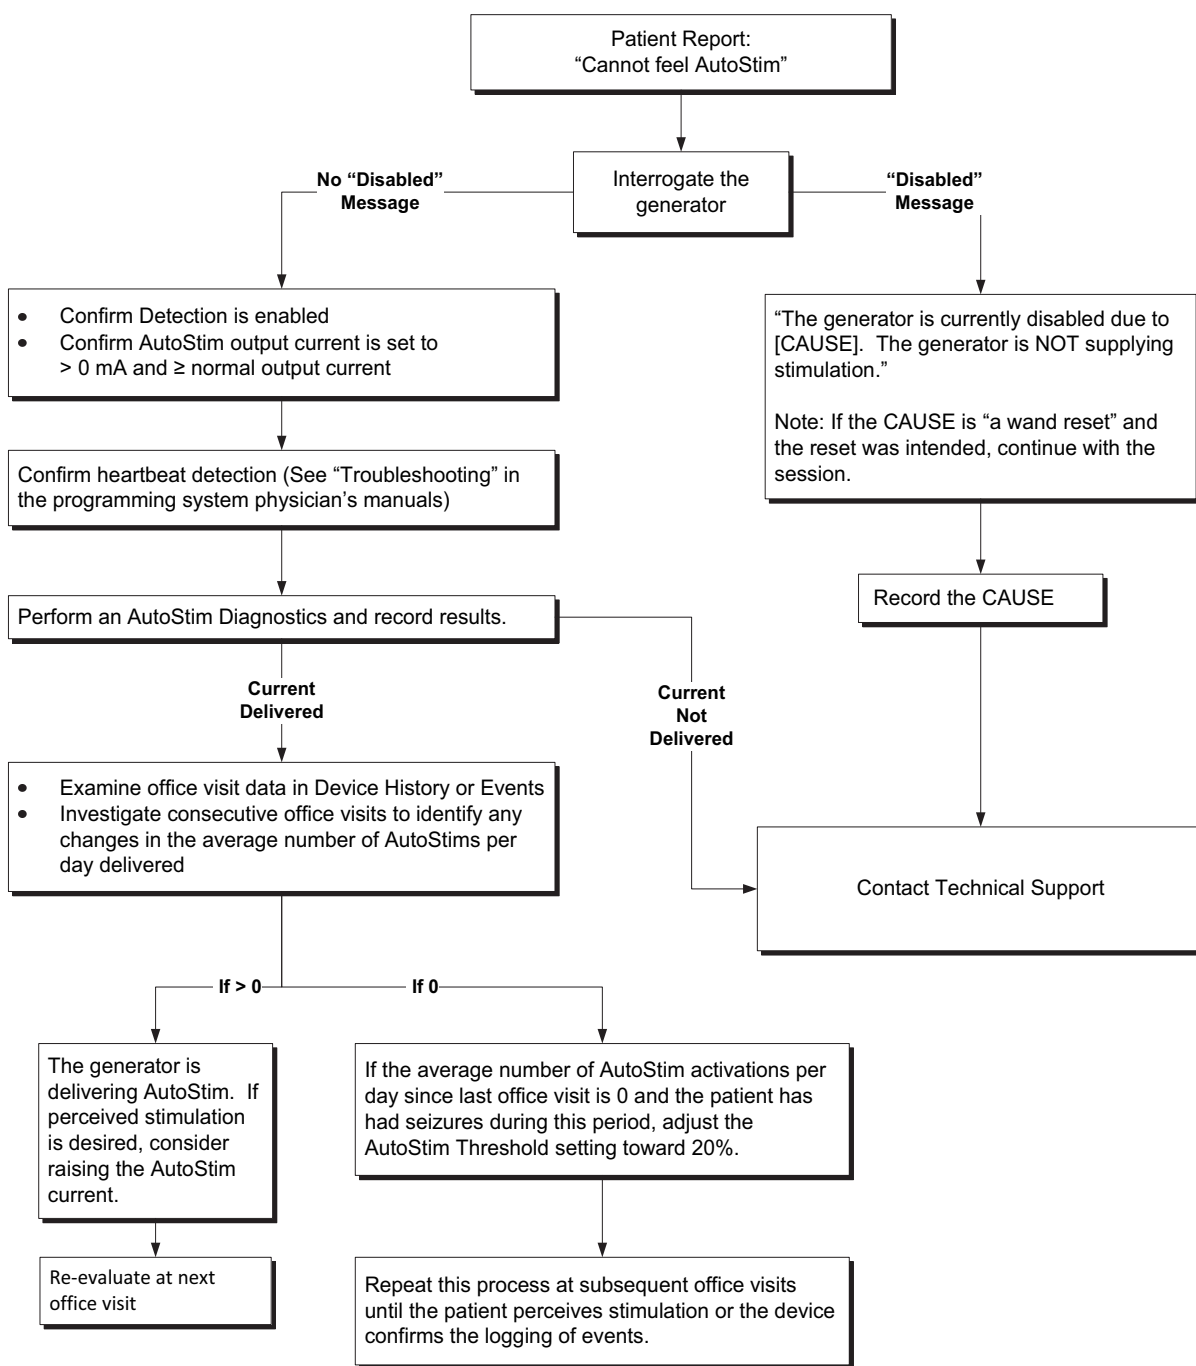 Patient Report:
“Cannot feel AutoStim”
Interrogate the
generator
No “Disabled”
Message
“Disabled”
Message
• Confirm Detection is enabled
• Confirm AutoStim output current is set to
> 0 mA and ≥ normal output current
“The generator is currently disabled due to
[CAUSE].  The generator is NOT supplying
stimulation.”
Note: If the CAUSE is “a wand reset” and
the reset was intended, continue with the
session.
Confirm heartbeat detection (See “Troubleshooting” in
the programming system physician’s manuals)
Record the CAUSE
Perform an AutoStim Diagnostics and record results.
Current
Delivered
Current
Not
Delivered
• Examine office visit data in Device History or Events
• Investigate consecutive office visits to identify any
changes in the average number of AutoStims per
day delivered
Contact Technical Support
If > 0
If 0
The generator is
delivering AutoStim.  If
perceived stimulation
is desired, consider
raising the AutoStim
current.
If the average number of AutoStim activations per
day since last office visit is 0 and the patient has
had seizures during this period, adjust the
AutoStim Threshold setting toward 20%.
Re-evaluate at next
office visit
Repeat this process at subsequent office visits
until the patient perceives stimulation or the device
confirms the logging of events.